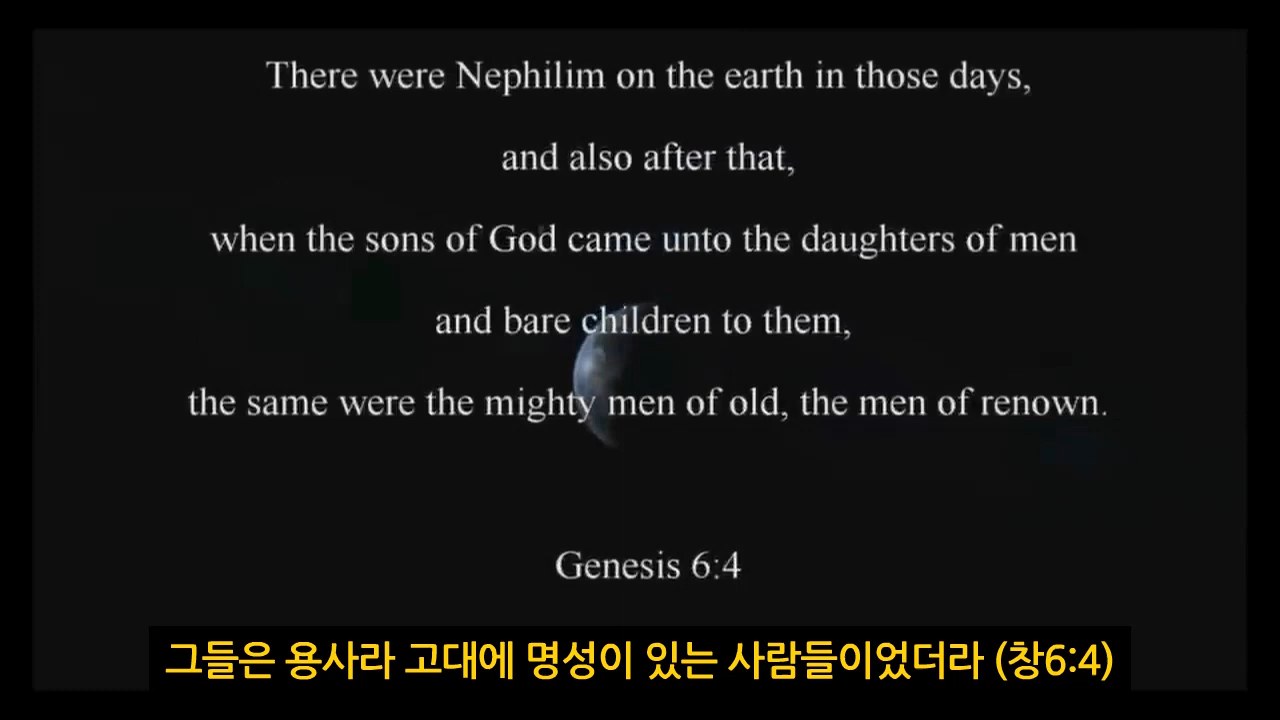 There were Nephilim on the earth in those days,
and also after that,
when the sons of God came unto the daughters of men
and bare children to them,
the same were the mighty men of old, the men of renown.
Genesis 6:4
그들은 용사라 고대에 명성이 있는 사람들이었더라 (창6:4)